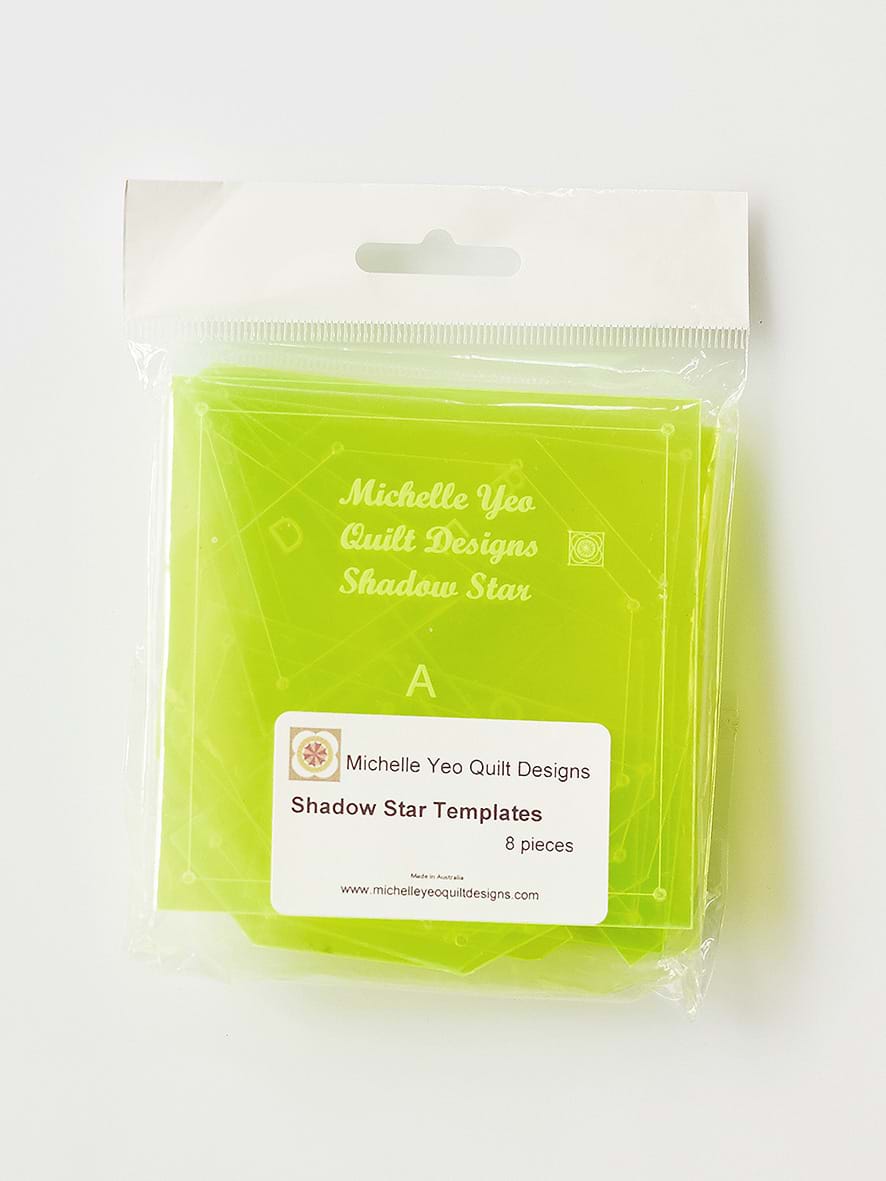 Michelle Yeo
Quilt Designs
Shadow Star
D
A
Michelle Yeo Quilt Designs
Shadow Star Templates
8 pieces
Made in Australia
www.michelleyeoquiltdesigns.com